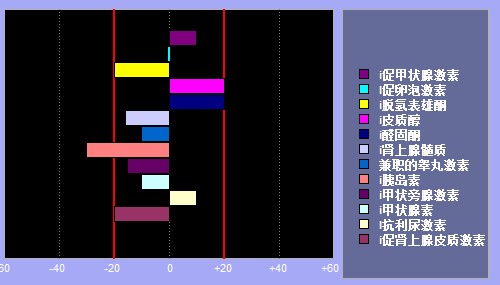 促甲状腺激素
促卵泡激素
脱氢表雄酮
皮质醇
醛固酮
肾上腺髓质
兼职的睾丸激素
胰岛素
甲状旁腺激素
甲状腺素
抗利尿激素
促肾上腺皮质激素
60 -40 -20 0 +20 +40 +60